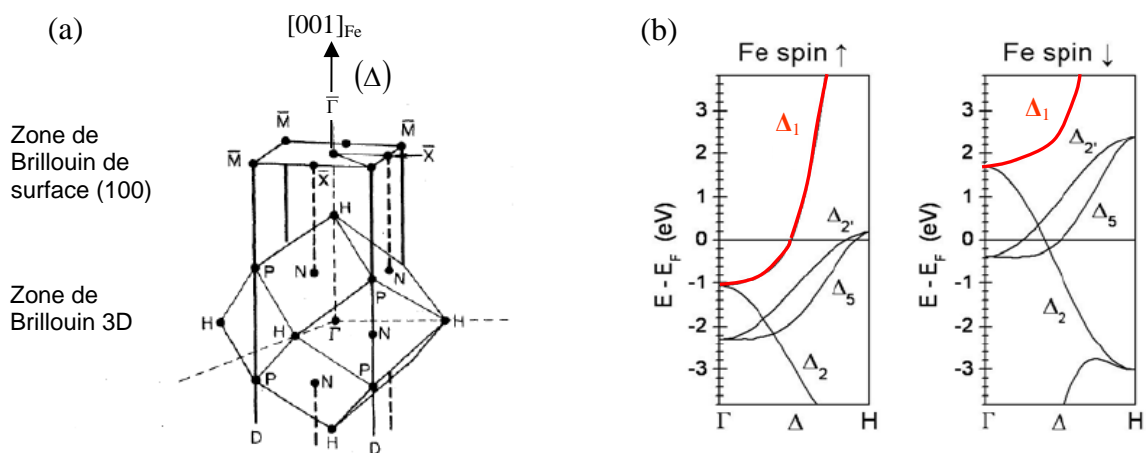 (a)
[001]Fe
(Δ)
Γ̅
Zone de
Brillouin de
surface (100)
M̅
M̅
M̅
X̅
X̅
H
P
N
N
P
Zone de
Brillouin 3D
H
H
Γ̅
N
H
P
N
P
D
H
D
(b)
Fe spin ↑
E - E_F (eV)
3
2
1
0
-1
-2
-3
Δ1
Δ2'
Δ5
Δ2
Γ
Δ
H
Fe spin ↓
E - E_F (eV)
3
2
1
0
-1
-2
-3
Δ1
Δ2'
Δ5
Δ2
Γ
Δ
H